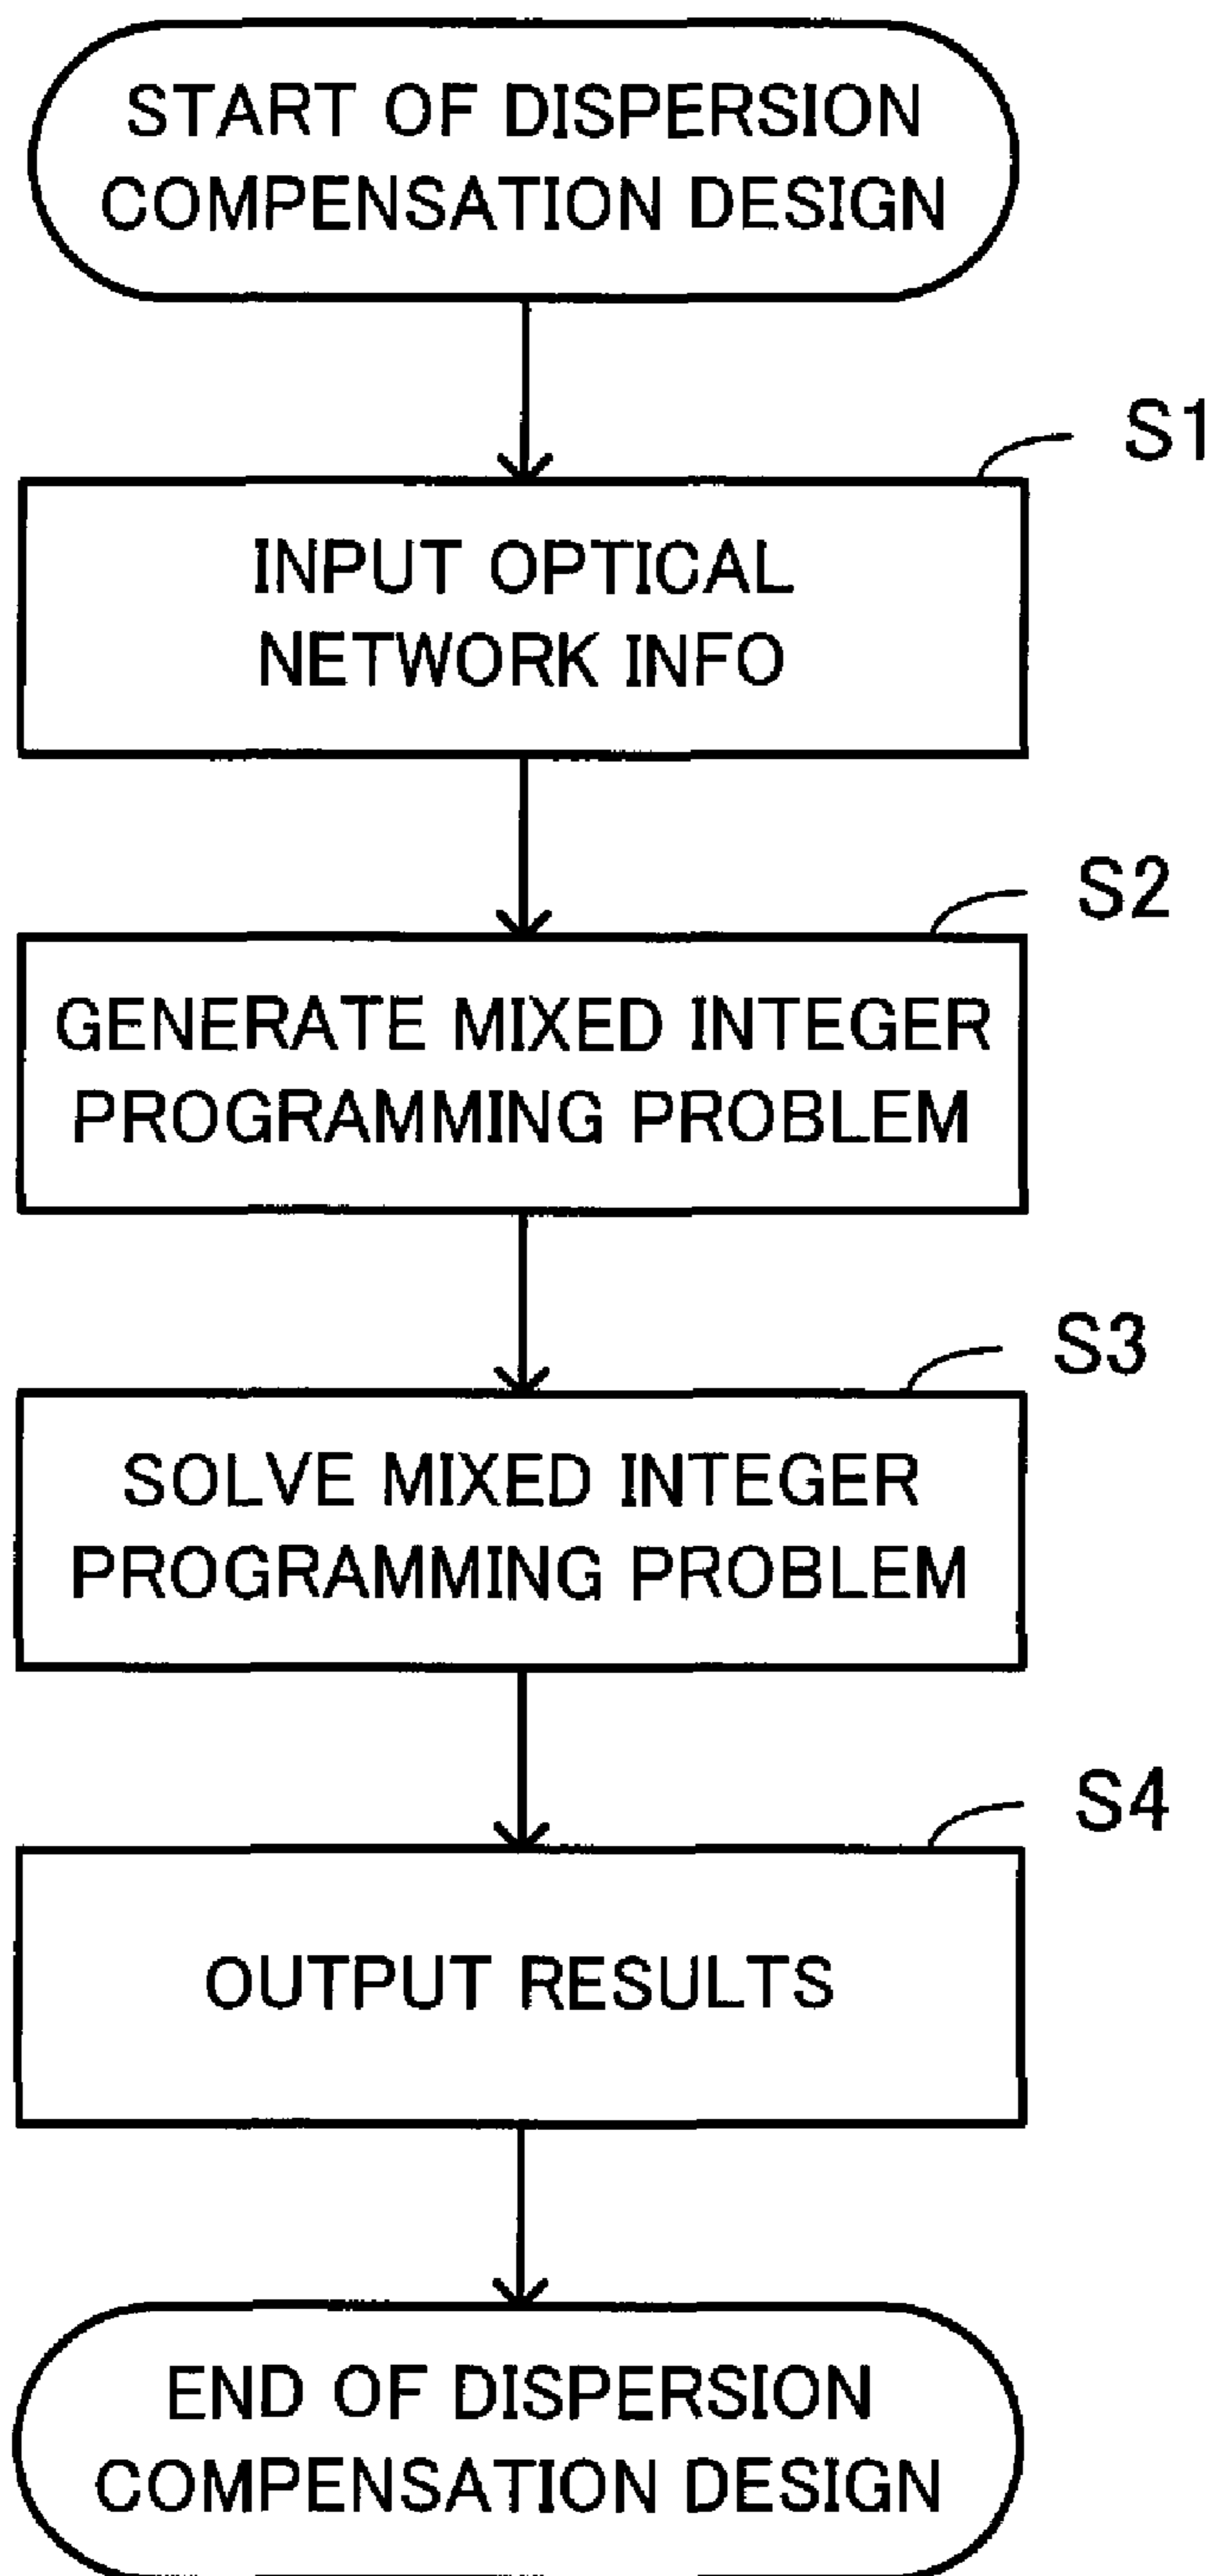 START OF DISPERSION
COMPENSATION DESIGN
S1
INPUT OPTICAL
NETWORK INFO
S2
GENERATE MIXED INTEGER
PROGRAMMING PROBLEM
S3
SOLVE MIXED INTEGER
PROGRAMMING PROBLEM
S4
OUTPUT RESULTS
END OF DISPERSION
COMPENSATION DESIGN